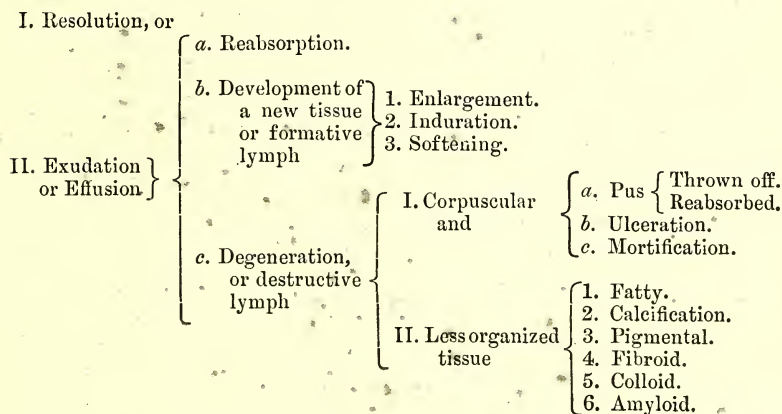 I. Resolution, or
II. Exudation
or Effusion
a. Reabsorption.
b. Development of
a new tissue
or formative
lymph
1. Enlargement.
2. Induration.
3. Softening.
c. Degeneration,
or destructive
lymph
I. Corpuscular
and
a. Pus
Thrown off.
Reabsorbed.
b. Ulceration.
c. Mortification.
II. Less organized
tissue
1. Fatty.
2. Calcification.
3. Pigmental.
4. Fibroid.
5. Colloid.
6. Amyloid.